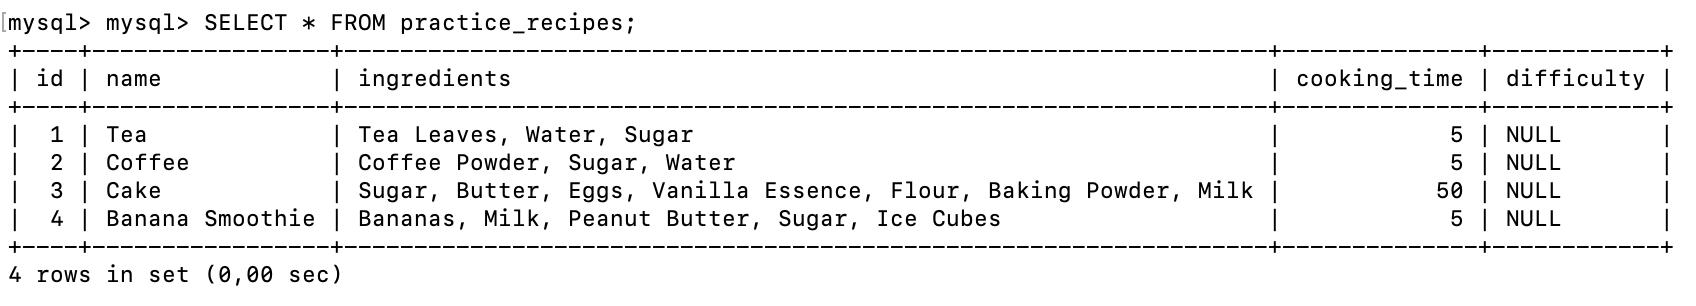 [mysql> mysql> SELECT * FROM practice_recipes;
+----+-----------------+------------------------------------------------------------------+--------------+------------+
| id | name            | ingredients                                                      | cooking_time | difficulty |
+----+-----------------+------------------------------------------------------------------+--------------+------------+
|  1 | Tea             | Tea Leaves, Water, Sugar                                         |            5 | NULL       |
|  2 | Coffee          | Coffee Powder, Sugar, Water                                      |            5 | NULL       |
|  3 | Cake            | Sugar, Butter, Eggs, Vanilla Essence, Flour, Baking Powder, Milk |           50 | NULL       |
|  4 | Banana Smoothie | Bananas, Milk, Peanut Butter, Sugar, Ice Cubes                   |            5 | NULL       |
+----+-----------------+------------------------------------------------------------------+--------------+------------+
4 rows in set (0,00 sec)